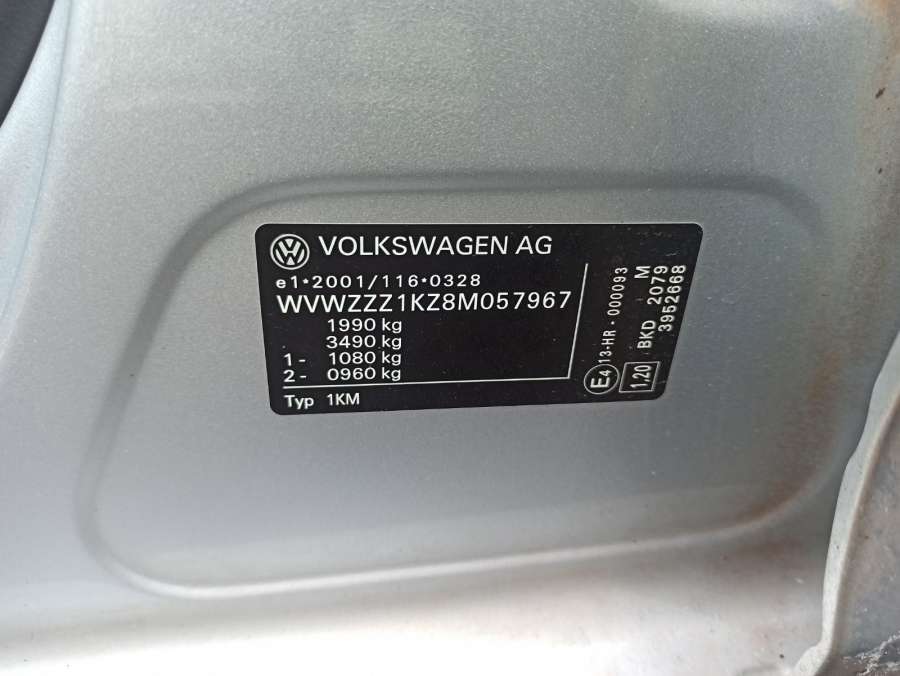 VOLKSWAGEN AG
e1*2001/116*0328
WVWZZZ1KZ8M057967
1990 kg
3490 kg
1- 1080 kg
2- 0960 kg
Typ 1KM
E4 13-HR-000093
1.20 BKD 2079 M
3952668